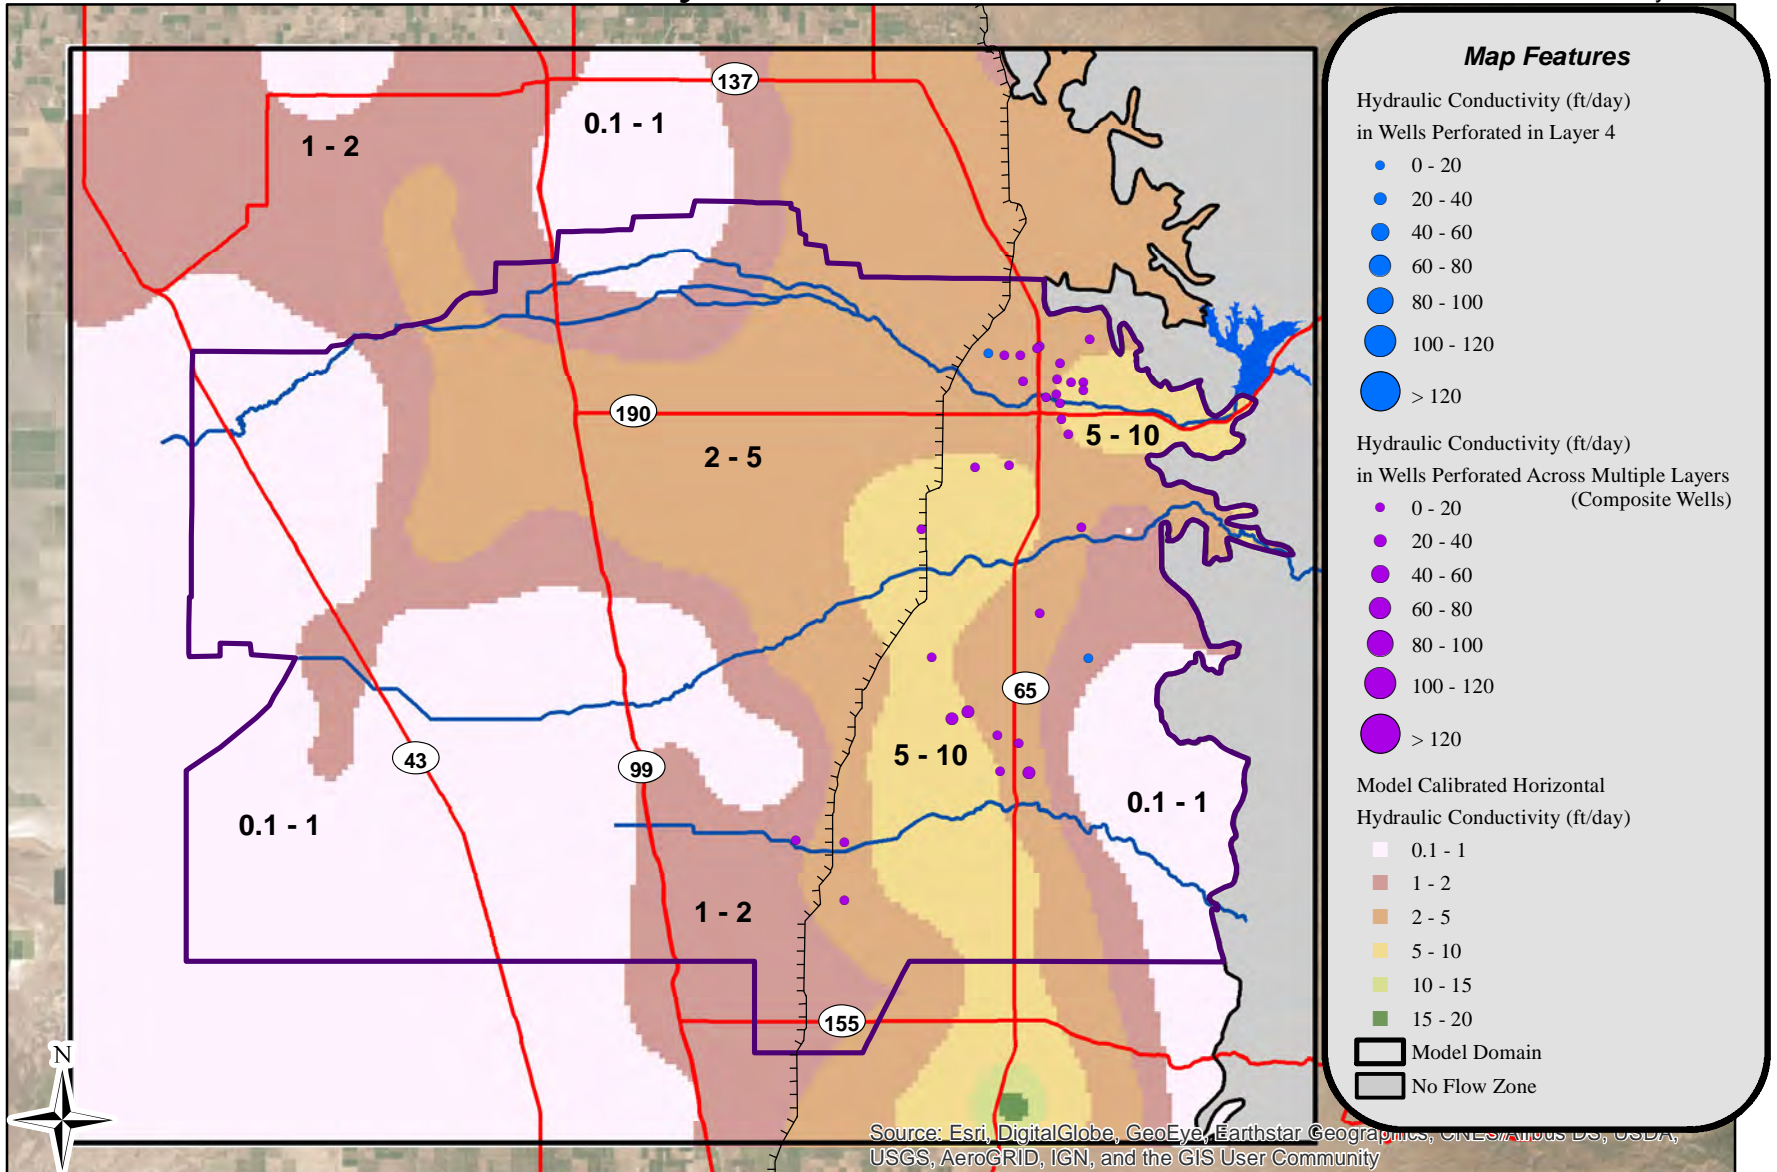 137
0.1 - 1
1 - 2
190
2 - 5
5 - 10
65
5 - 10
43
99
0.1 - 1
0.1 - 1
1 - 2
155
N
Source: Esri, DigitalGlobe, GeoEye, Earthstar Geographics, CNES/Airbus DS, USDA,
USGS, AeroGRID, IGN, and the GIS User Community
Map Features
Hydraulic Conductivity (ft/day)
in Wells Perforated in Layer 4
0 - 20
20 - 40
40 - 60
60 - 80
80 - 100
100 - 120
> 120
Hydraulic Conductivity (ft/day)
in Wells Perforated Across Multiple Layers
(Composite Wells)
0 - 20
20 - 40
40 - 60
60 - 80
80 - 100
100 - 120
> 120
Model Calibrated Horizontal
Hydraulic Conductivity (ft/day)
0.1 - 1
1 - 2
2 - 5
5 - 10
10 - 15
15 - 20
Model Domain
No Flow Zone